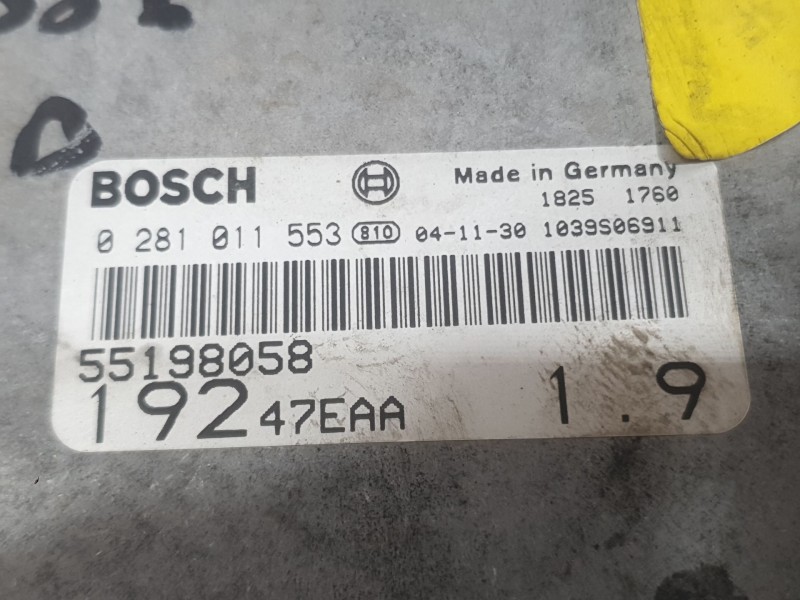 BOSCH Made in Germany
1825 1760
0 281 011 553 810 04-11-30 1039S06911
55198058
192 47EAA 1.9
D